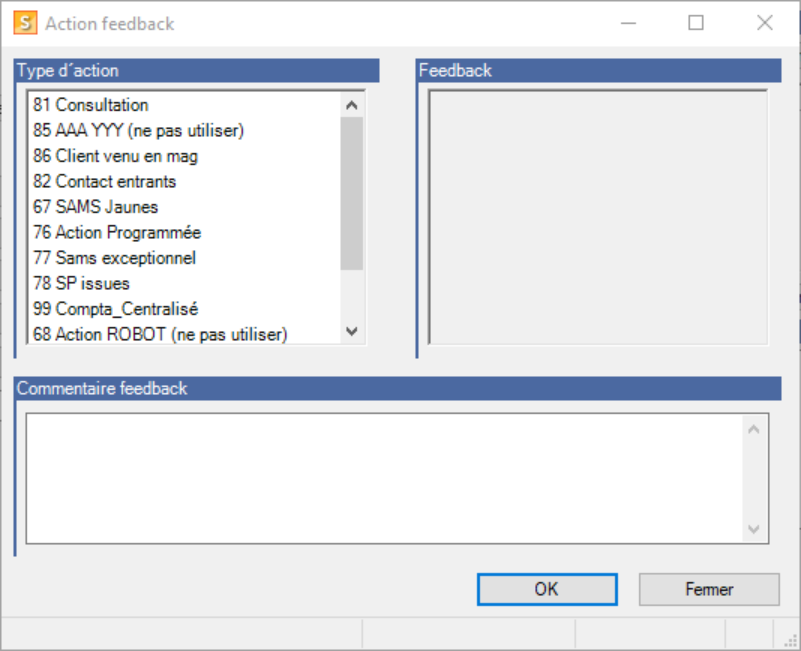 S Action feedback
Type d´action
81 Consultation
85 AAA YYY (ne pas utiliser)
86 Client venu en mag
82 Contact entrants
67 SAMS Jaunes
76 Action Programmée
77 Sams exceptionnel
78 SP issues
99 Compta_Centralisé
68 Action ROBOT (ne pas utiliser)
Feedback
Commentaire feedback
OK
Fermer